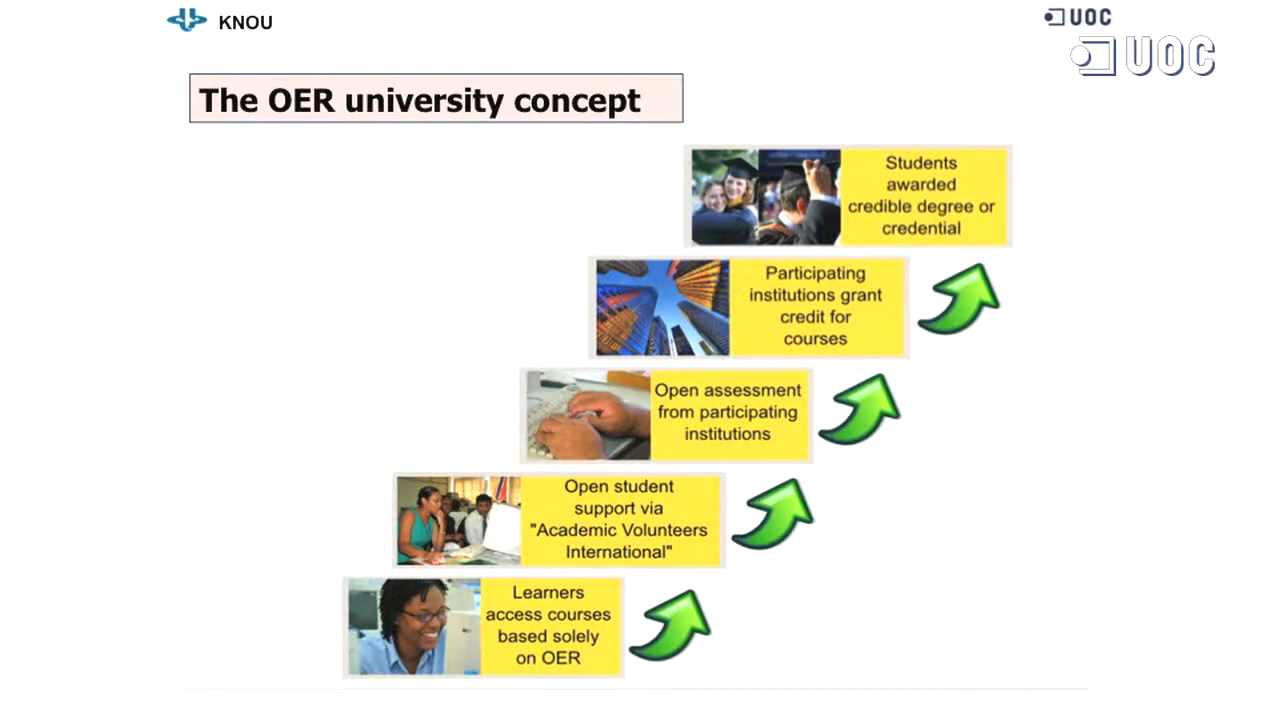 KNOU
UOC
UOC
The OER university concept
Students
awarded
credible degree or
credential
Participating
institutions grant
credit for
courses
Open assessment
from participating
institutions
Open student
support via
"Academic Volunteers
International"
Learners
access courses
based solely
on OER